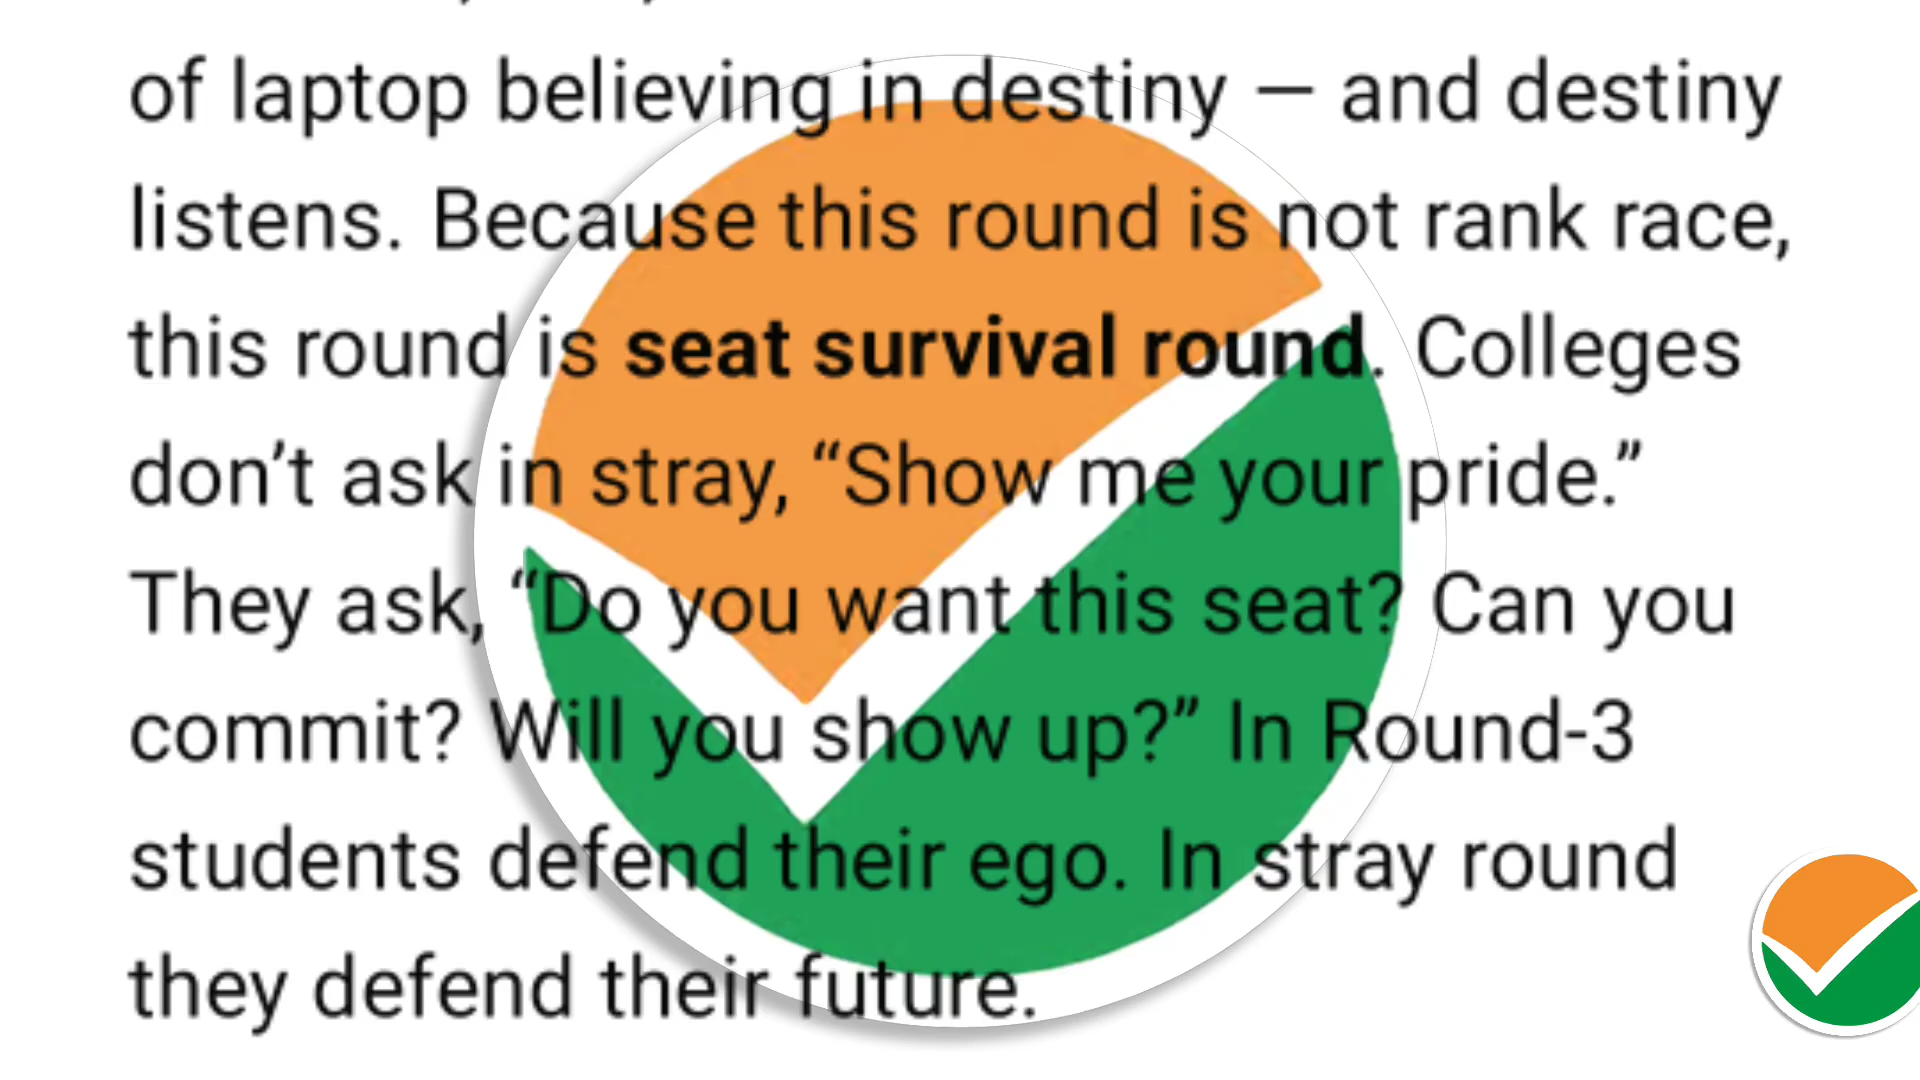 of laptop believing in destiny — and destiny
listens. Because this round is not rank race,
this round is seat survival round. Colleges
don’t ask in stray, “Show me your pride.”
They ask, “Do you want this seat? Can you
commit? Will you show up?” In Round-3
students defend their ego. In stray round
they defend their future.